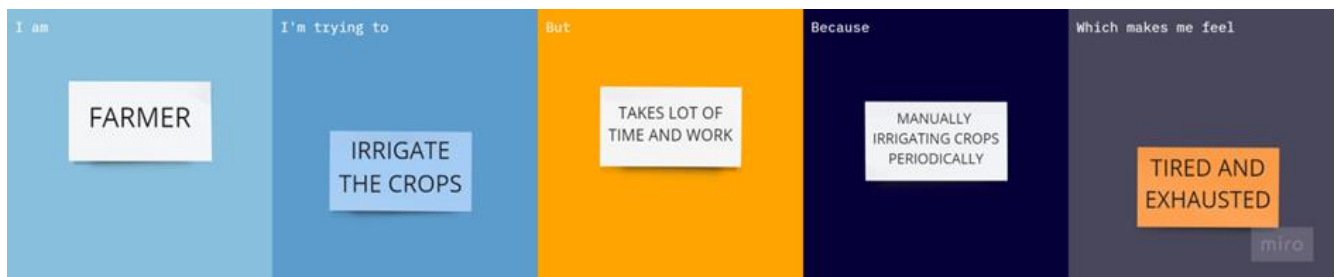 I am
FARMER
I'm trying to
IRRIGATE
THE CROPS
But
TAKES LOT OF
TIME AND WORK
Because
MANUALLY
IRRIGATING CROPS
PERIODICALLY
Which makes me feel
TIRED AND
EXHAUSTED
miro